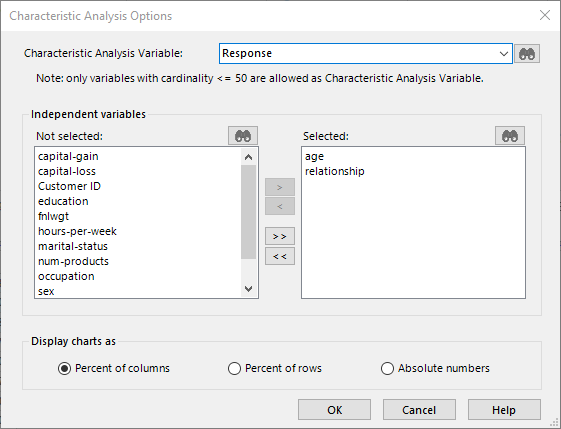 Characteristic Analysis Options
Characteristic Analysis Variable: Response
Note: only variables with cardinality <= 50 are allowed as Characteristic Analysis Variable.
Independent variables
Not selected:
capital-gain
capital-loss
Customer ID
education
fnlwgt
hours-per-week
marital-status
num-products
occupation
sex
>
<
>>
<<
Selected:
age
relationship
Display charts as
Percent of columns Percent of rows Absolute numbers
OK Cancel Help